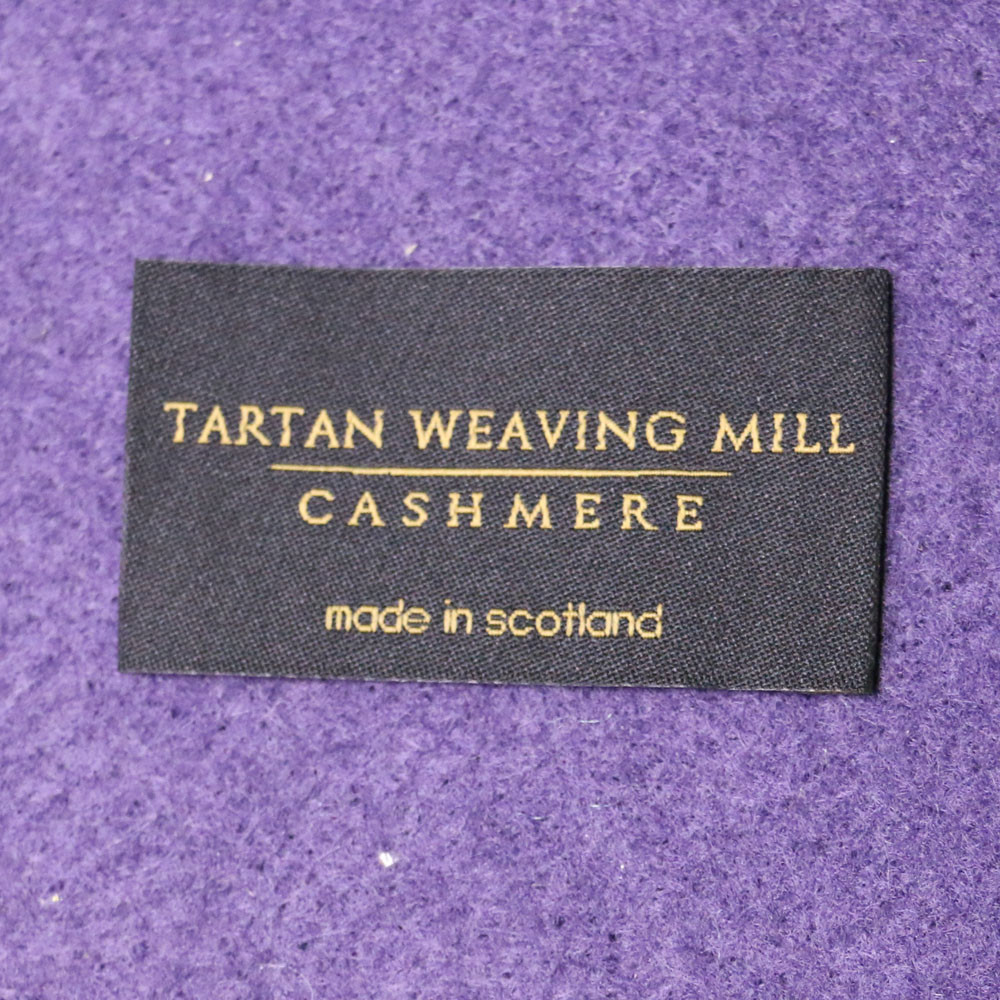 TARTAN WEAVING MILL
CASHMERE
made in scotland